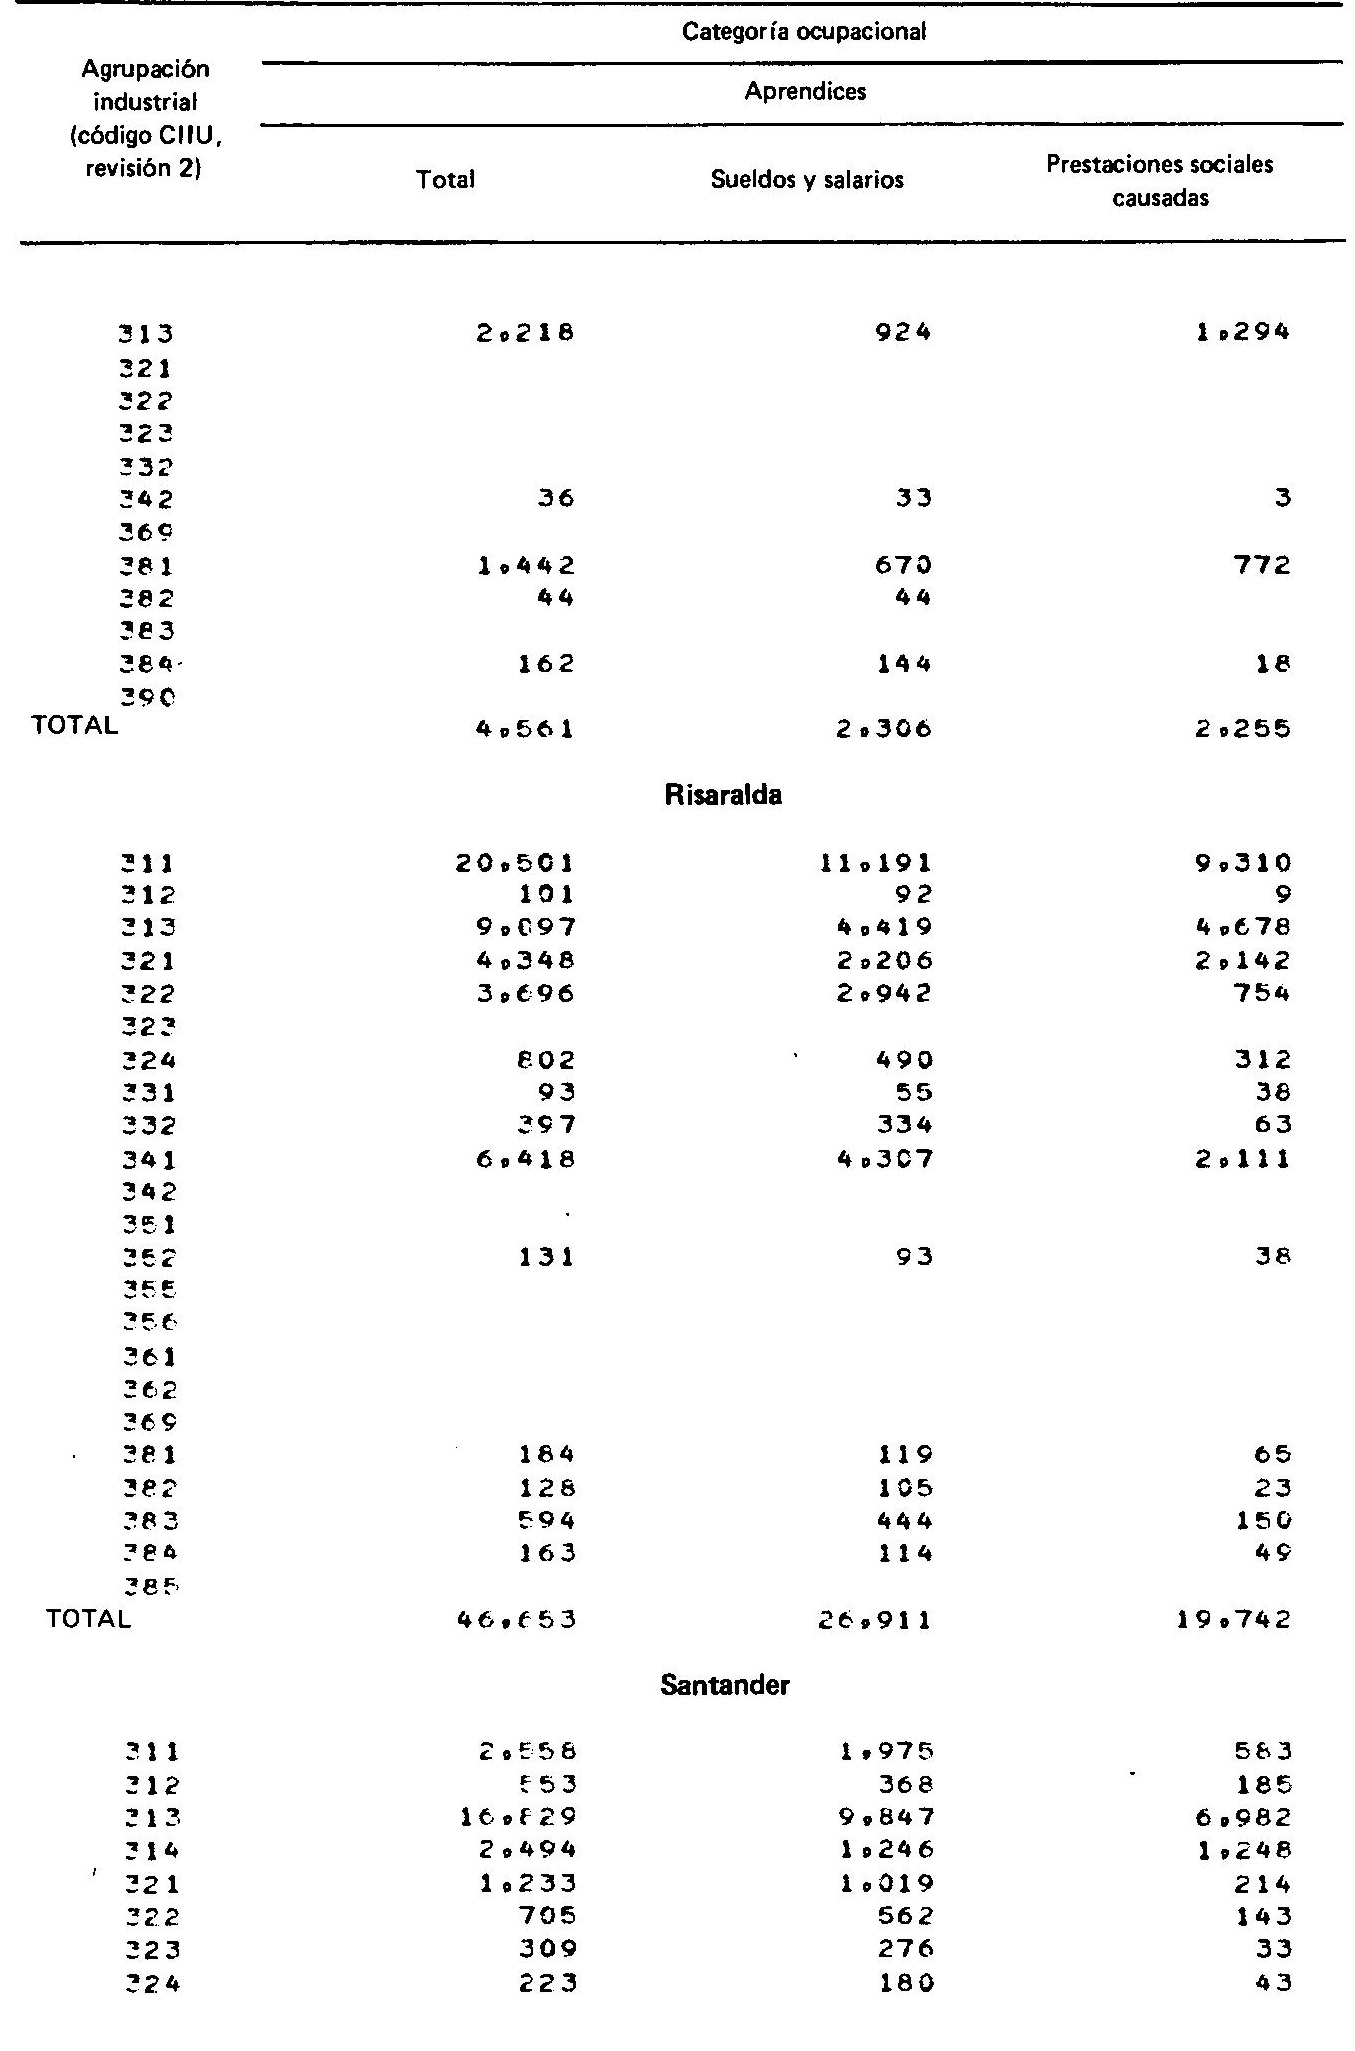 Categoría ocupacional
Agrupación
industrial
(código CIIU,
revisión 2)
Aprendices
Total Sueldos y salarios Prestaciones sociales
causadas
313 2,218 924 1,294
321
322
323
332
342 36 33 3
369
381 1,442 670 772
382 44 44
383
384 162 144 18
390
TOTAL 4,561 2,306 2,255
Risaralda
311 20,501 11,191 9,310
312 101 92 9
313 9,097 4,419 4,678
321 4,348 2,206 2,142
322 3,696 2,942 754
323
324 802 490 312
331 93 55 38
332 397 334 63
341 6,418 4,307 2,111
342
351
352 131 93 38
355
356
361
362
369
381 184 119 65
382 128 105 23
383 594 444 150
384 163 114 49
385
TOTAL 46,653 26,911 19,742
Santander
311 2,558 1,975 583
312 553 368 185
313 16,829 9,847 6,982
314 2,494 1,246 1,248
321 1,233 1,019 214
322 705 562 143
323 309 276 33
324 223 180 43